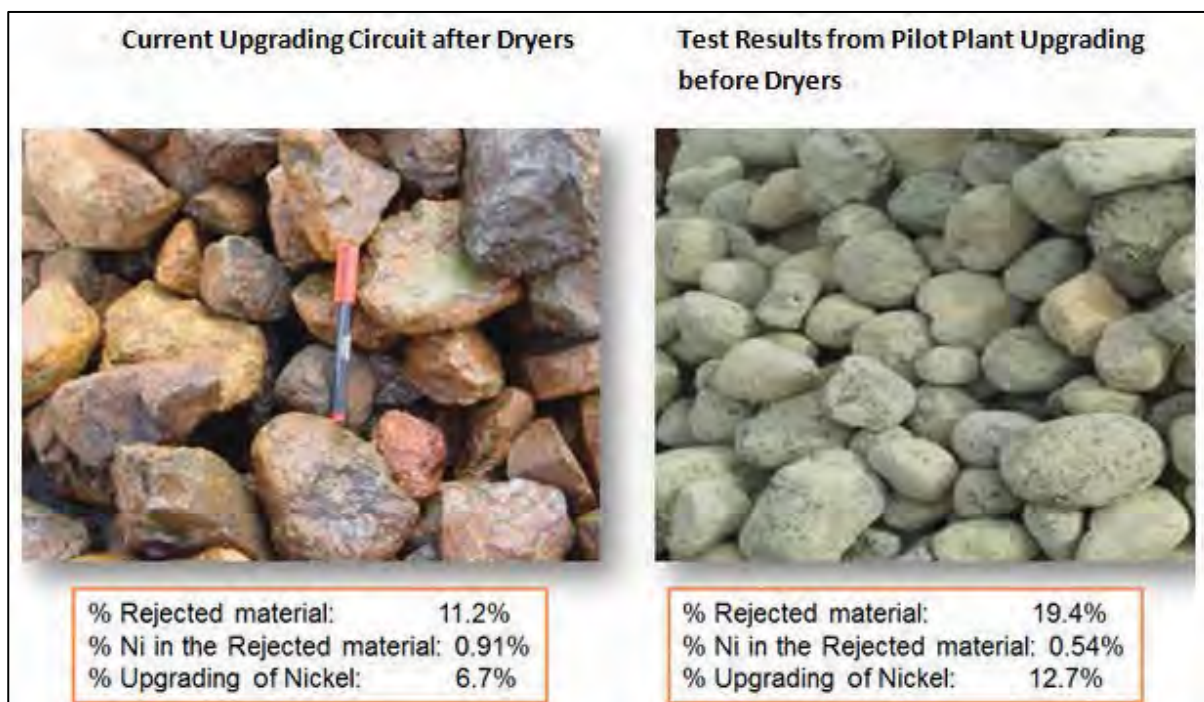 Current Upgrading Circuit after Dryers
Test Results from Pilot Plant Upgrading
before Dryers
% Rejected material: 11.2%
% Ni in the Rejected material: 0.91%
% Upgrading of Nickel: 6.7%
% Rejected material: 19.4%
% Ni in the Rejected material: 0.54%
% Upgrading of Nickel: 12.7%